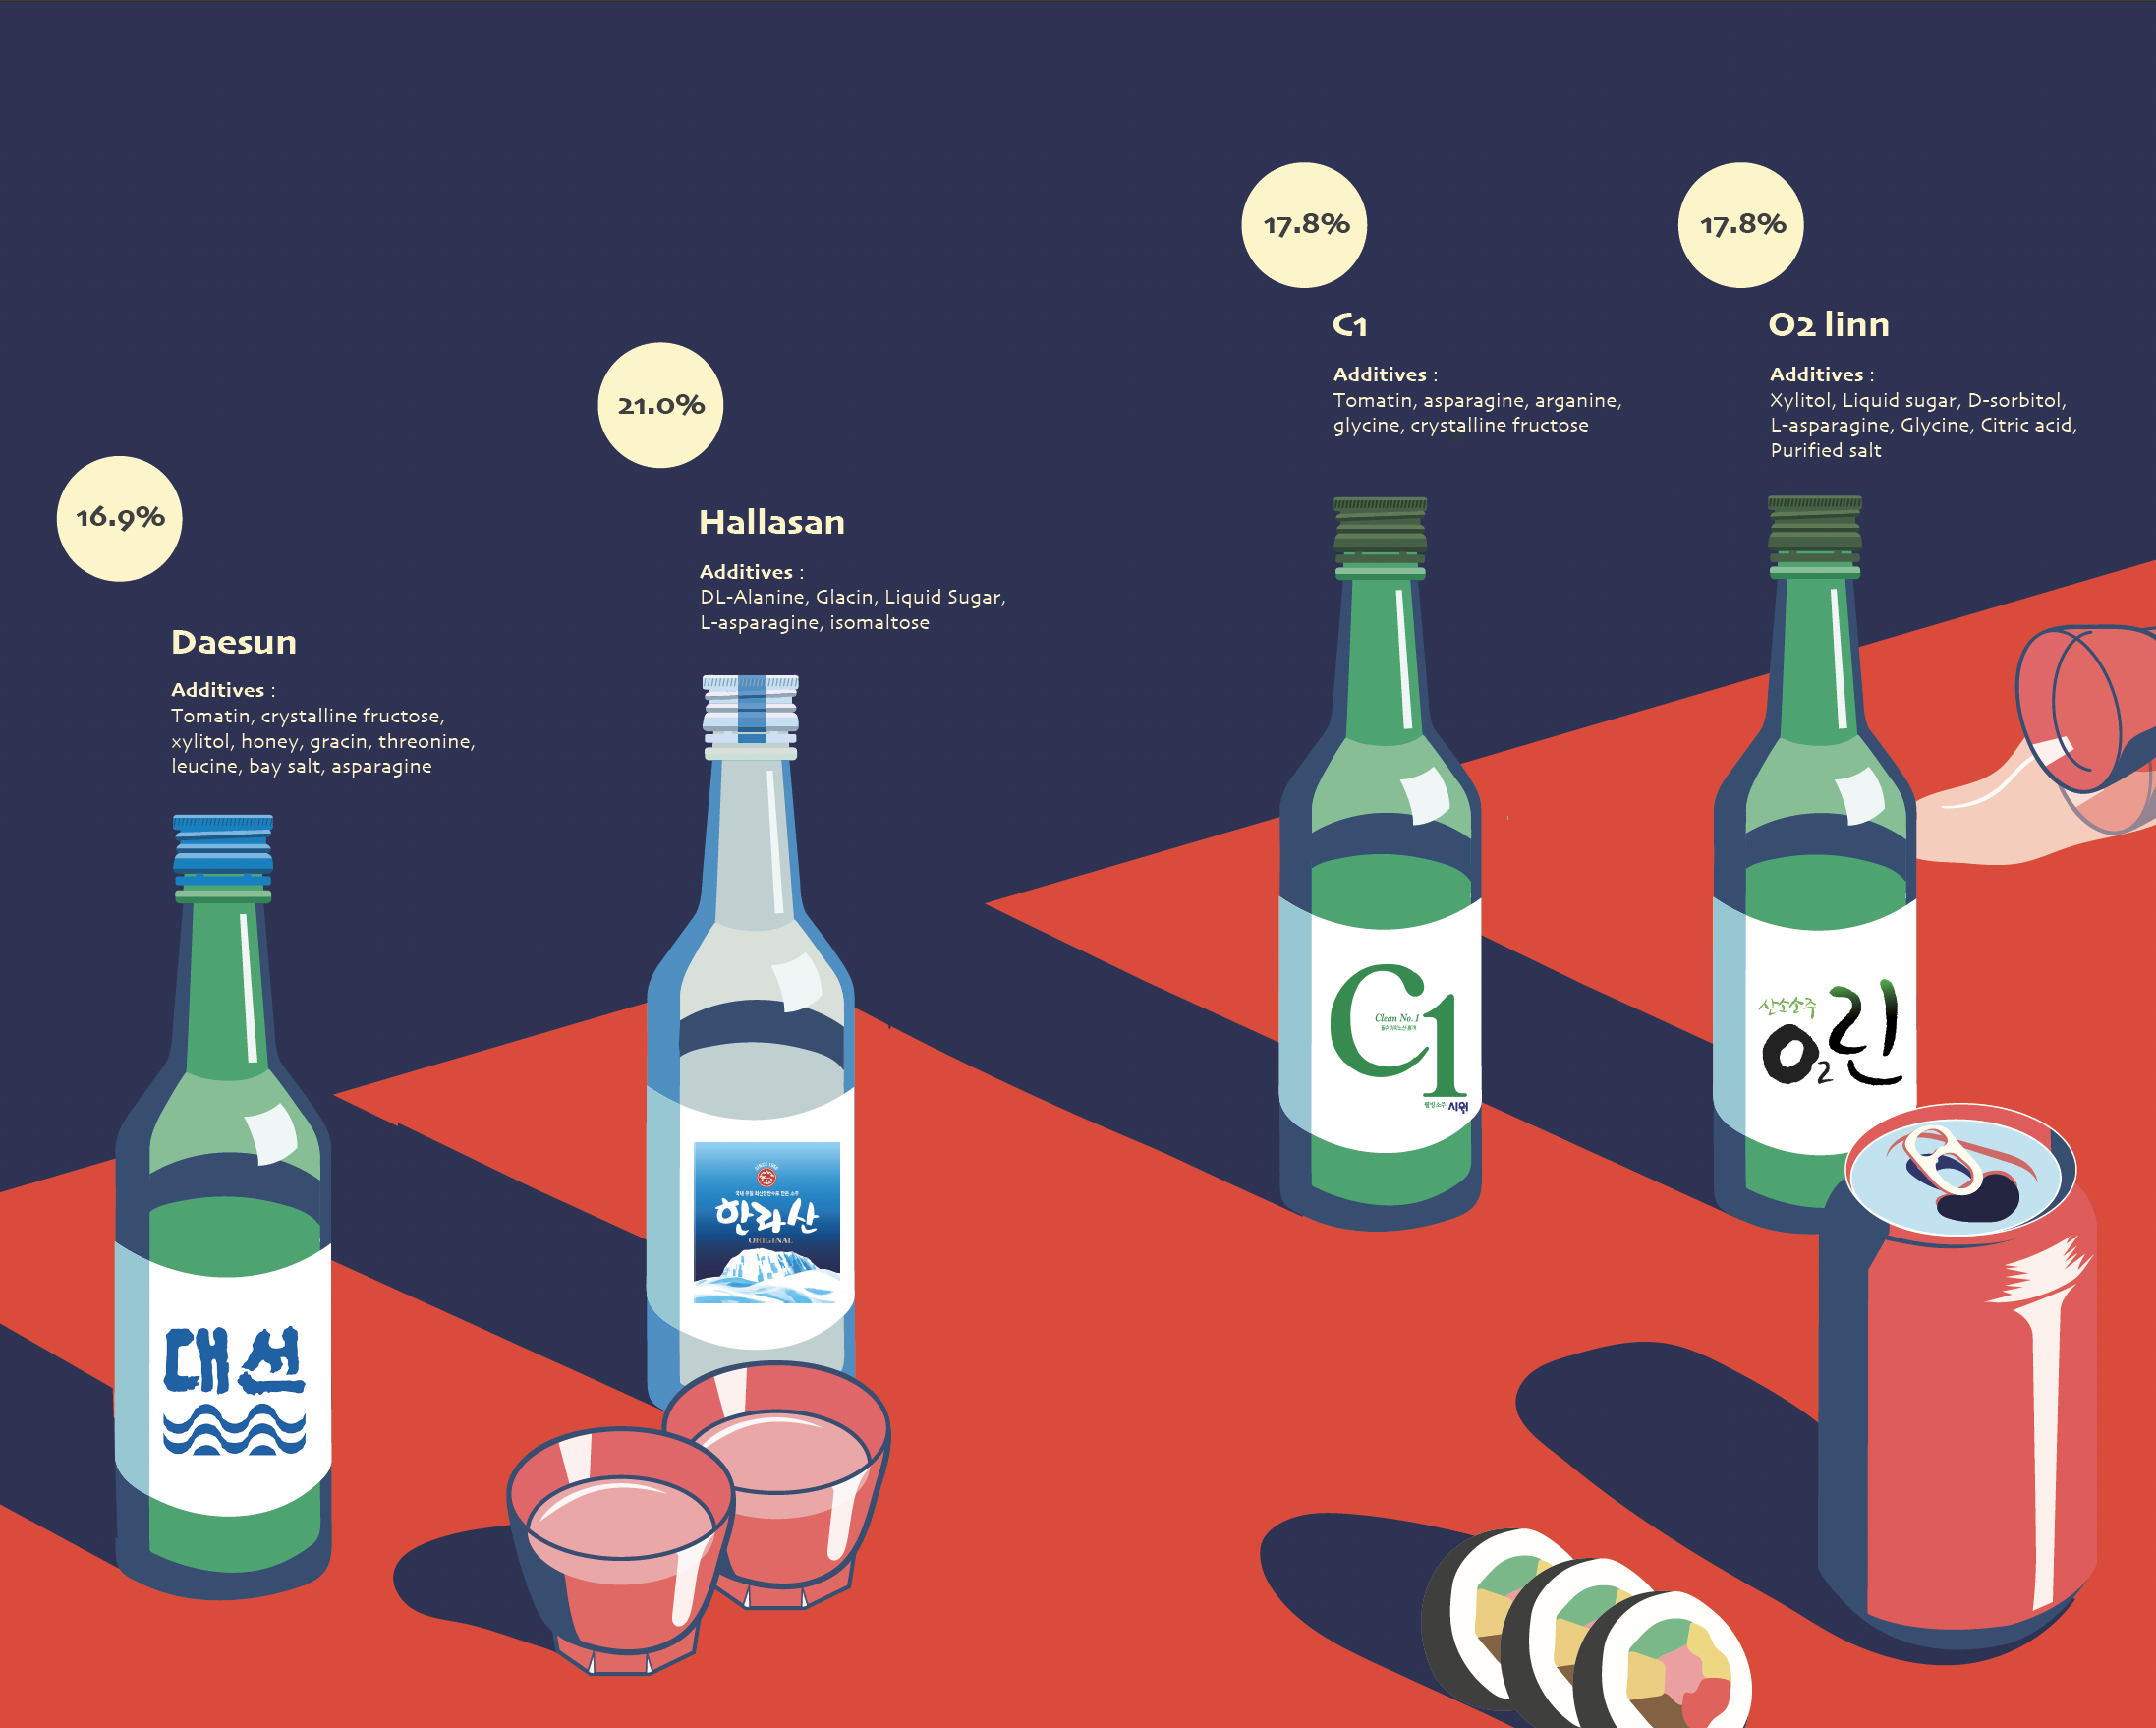 16.9%
Daesun
Additives :
Tomatin, crystalline fructose,
xylitol, honey, gracin, threonine,
leucine, bay salt, asparagine
대선
21.0%
Hallasan
Additives :
DL-Alanine, Glacin, Liquid Sugar,
L-asparagine, isomaltose
한라산
ORIGINAL
17.8%
C1
Additives :
Tomatin, asparagine, arganine,
glycine, crystalline fructose
C1
Clean No.1
시원
17.8%
O2 linn
Additives :
Xylitol, Liquid sugar, D-sorbitol,
L-asparagine, Glycine, Citric acid,
Purified salt
산소소주
O2린